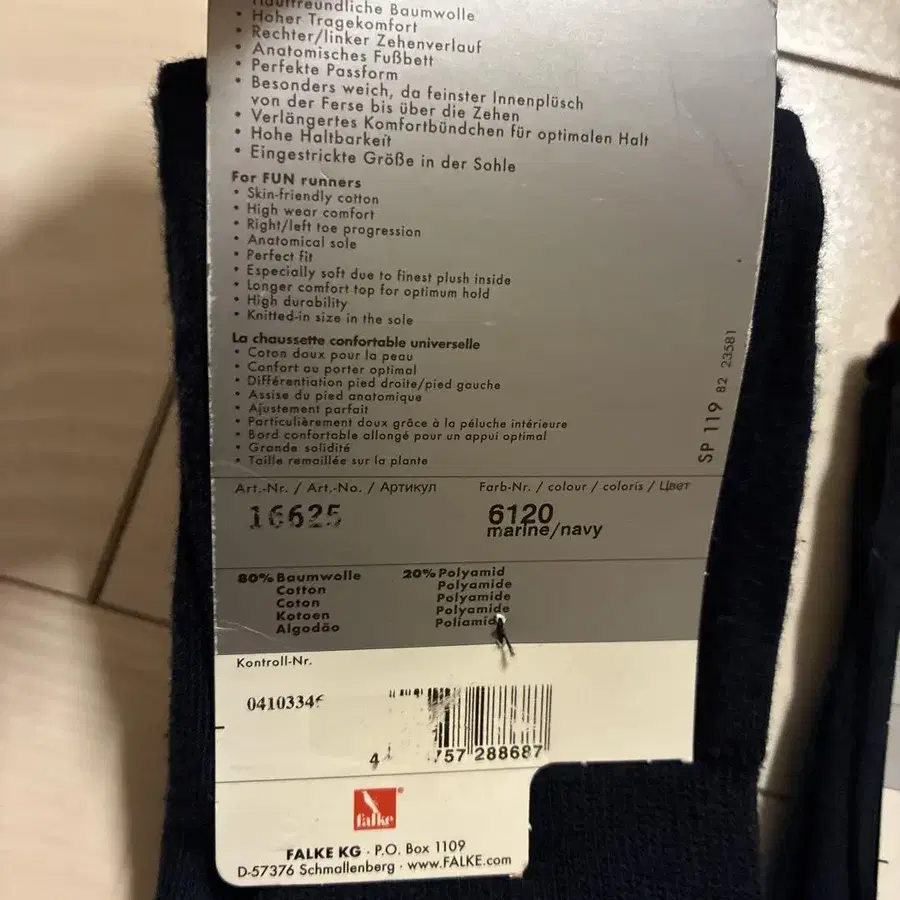 Hautfreundliche Baumwolle
• Hoher Tragekomfort
• Rechter/linker Zehenverlauf
• Anatomisches Fußbett
• Perfekte Passform
• Besonders weich, da feinster Innenplüsch
von der Ferse bis über die Zehen
• Verlängertes Komfortbündchen für optimalen Halt
• Hohe Haltbarkeit
• Eingestrickte Größe in der Sohle
For FUN runners
• Skin-friendly cotton
• High wear comfort
• Right/left toe progression
• Anatomical sole
• Perfect fit
• Especially soft due to finest plush inside
• Longer comfort top for optimum hold
• High durability
• Knitted-in size in the sole
La chaussette confortable universelle
• Coton doux pour la peau
• Confort au porter optimal
• Différentiation pied droite/pied gauche
• Assise du pied anatomique
• Ajustement parfait
• Particulièrement doux grâce à la péluche intérieure
• Bord confortable allongé pour un appui optimal
• Grande solidité
• Taille remaillée sur la plante
SP 119 82 23581
Art.-Nr. / Art.-No. / Артикул Farb-Nr. / colour / coloris / Цвет
16625 6120
marine/navy
80% Baumwolle 20% Polyamid
Cotton Polyamide
Coton Polyamide
Kotoen Polyamide
Algodão Poliamid
Kontroll-Nr.
0410334
4 757 288687
falke
FALKE KG · P.O. Box 1109
D-57376 Schmallenberg · www.FALKE.com